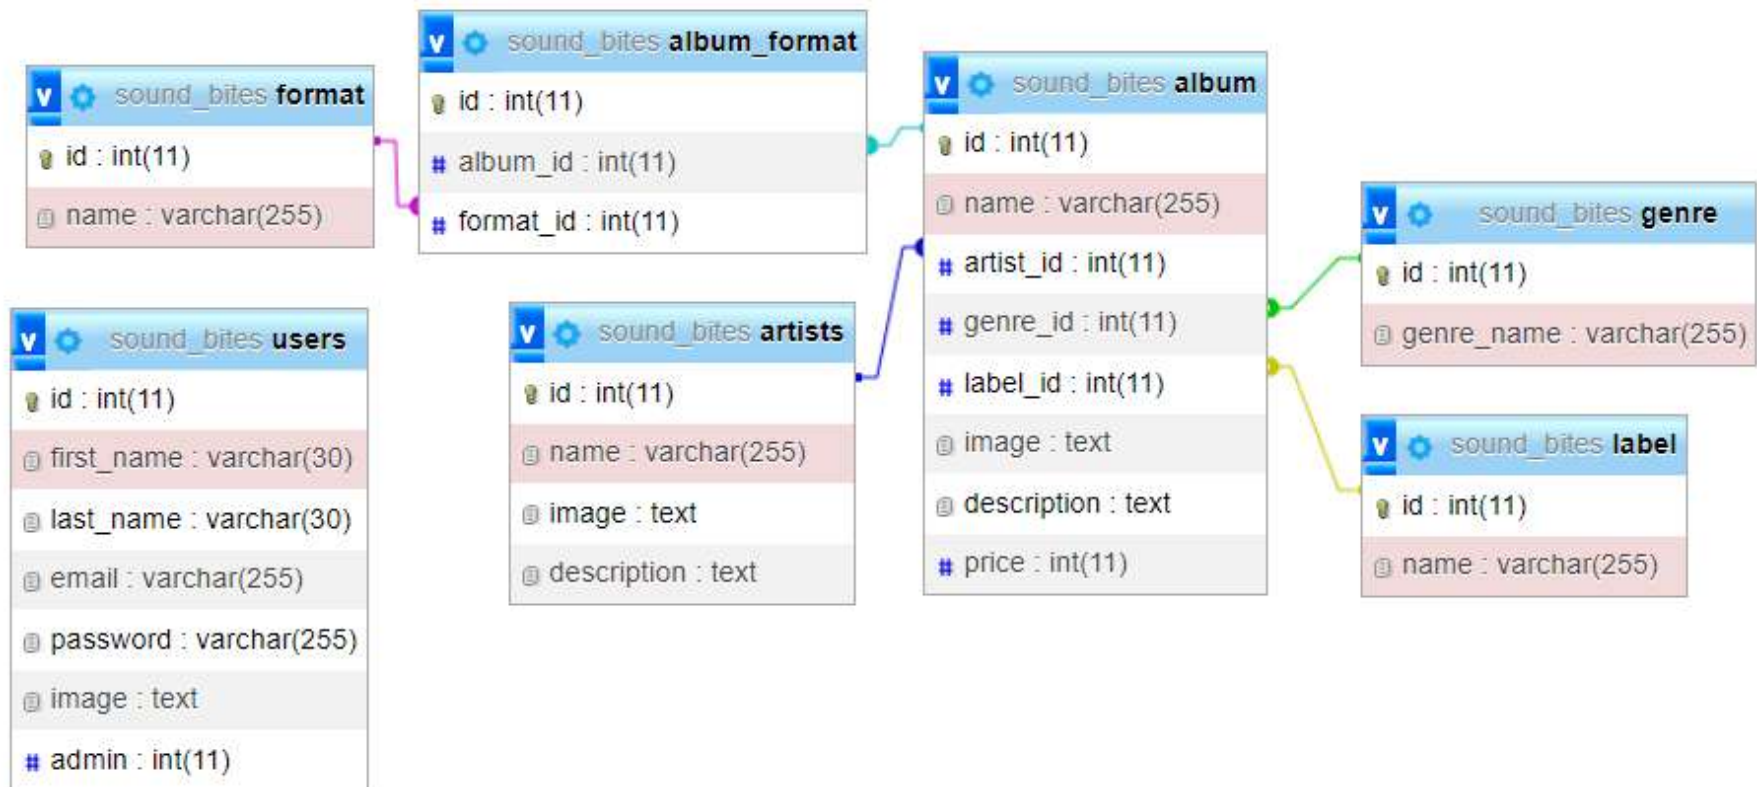 sound_bites format
id : int(11)
name : varchar(255)
sound_bites album_format
id : int(11)
# album_id : int(11)
# format_id : int(11)
sound_bites album
id : int(11)
name : varchar(255)
# artist_id : int(11)
# genre_id : int(11)
# label_id : int(11)
image : text
description : text
# price : int(11)
sound_bites genre
id : int(11)
genre_name : varchar(255)
sound_bites users
id : int(11)
first_name : varchar(30)
last_name : varchar(30)
email : varchar(255)
password : varchar(255)
image : text
# admin : int(11)
sound_bites artists
id : int(11)
name : varchar(255)
image : text
description : text
sound_bites label
id : int(11)
name : varchar(255)